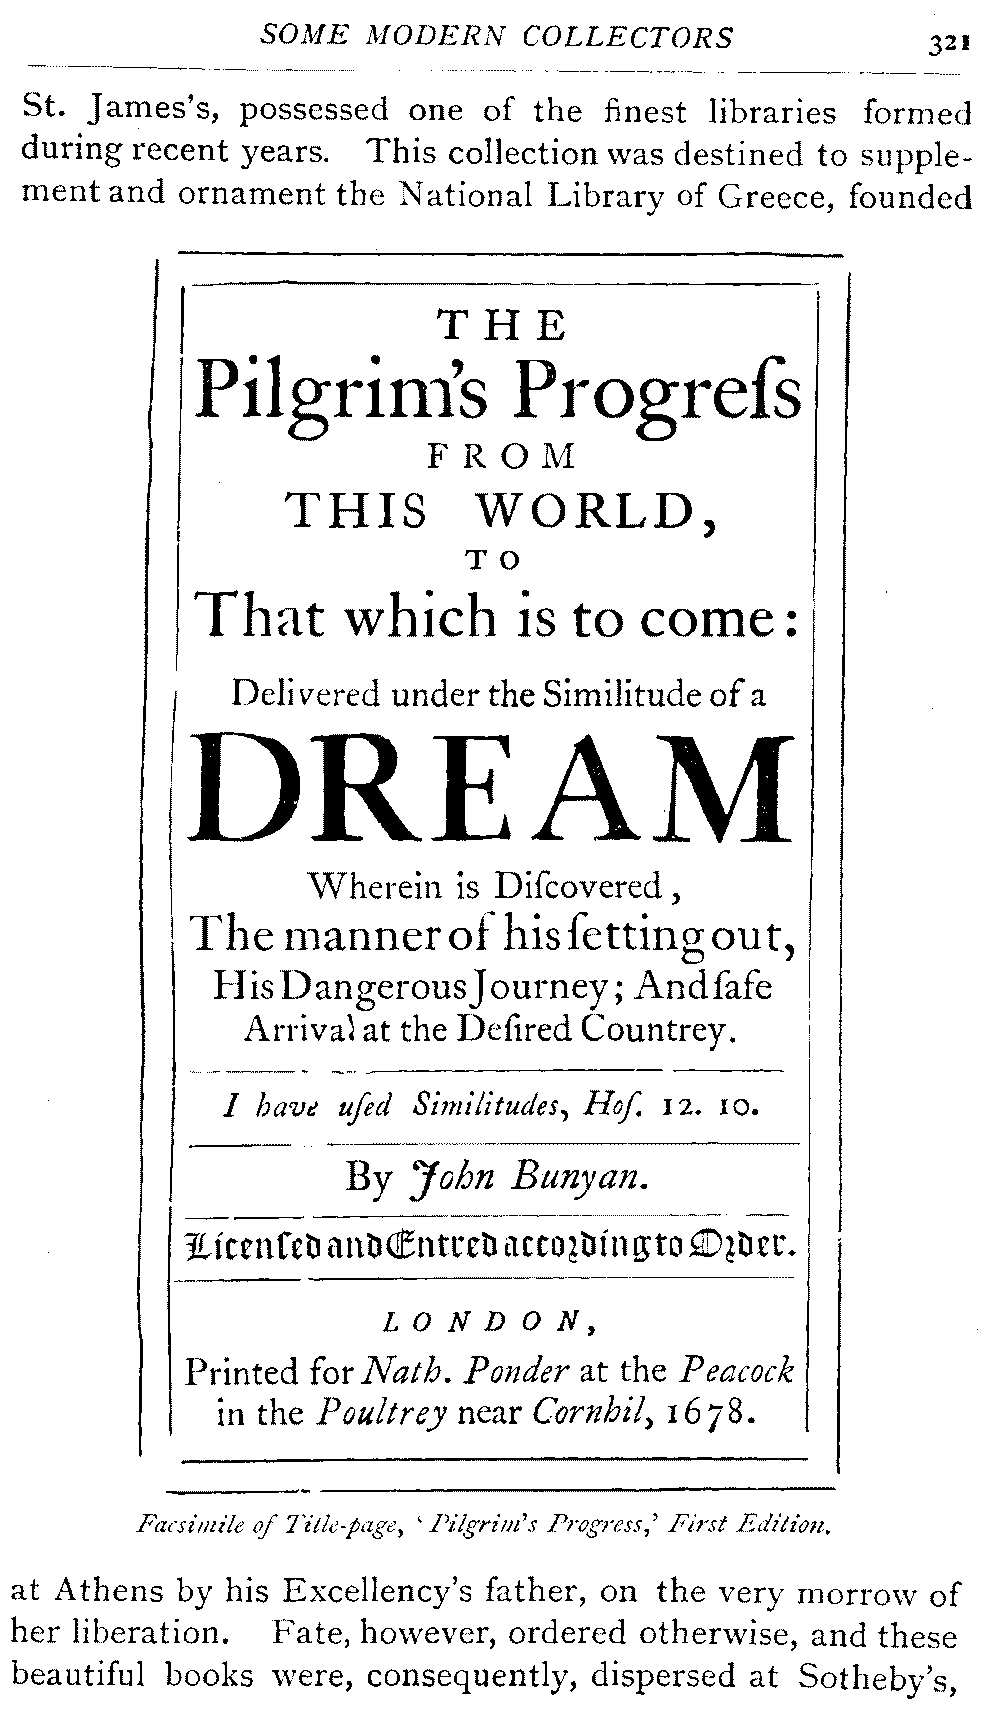 SOME MODERN COLLECTORS 321
St. James's, possessed one of the finest libraries formed
during recent years. This collection was destined to supple-
ment and ornament the National Library of Greece, founded
THE
Pilgrim's Progreſs
FROM
THIS WORLD,
TO
That which is to come:
Delivered under the Similitude of a
DREAM
Wherein is Diſcovered,
The manner of his ſetting out,
His Dangerous Journey; And ſafe
Arrival at the Deſired Countrey.
I have uſed Similitudes, Hoſ. 12. 10.
By John Bunyan.
Licenſed and Entred accoꝛding to Oꝛder.
LONDON,
Printed for Nath. Ponder at the Peacock
in the Poultrey near Cornhil, 1678.
Facsimile of Title-page, ‘Pilgrim's Progress,’ First Edition.
at Athens by his Excellency's father, on the very morrow of
her liberation. Fate, however, ordered otherwise, and these
beautiful books were, consequently, dispersed at Sotheby's,